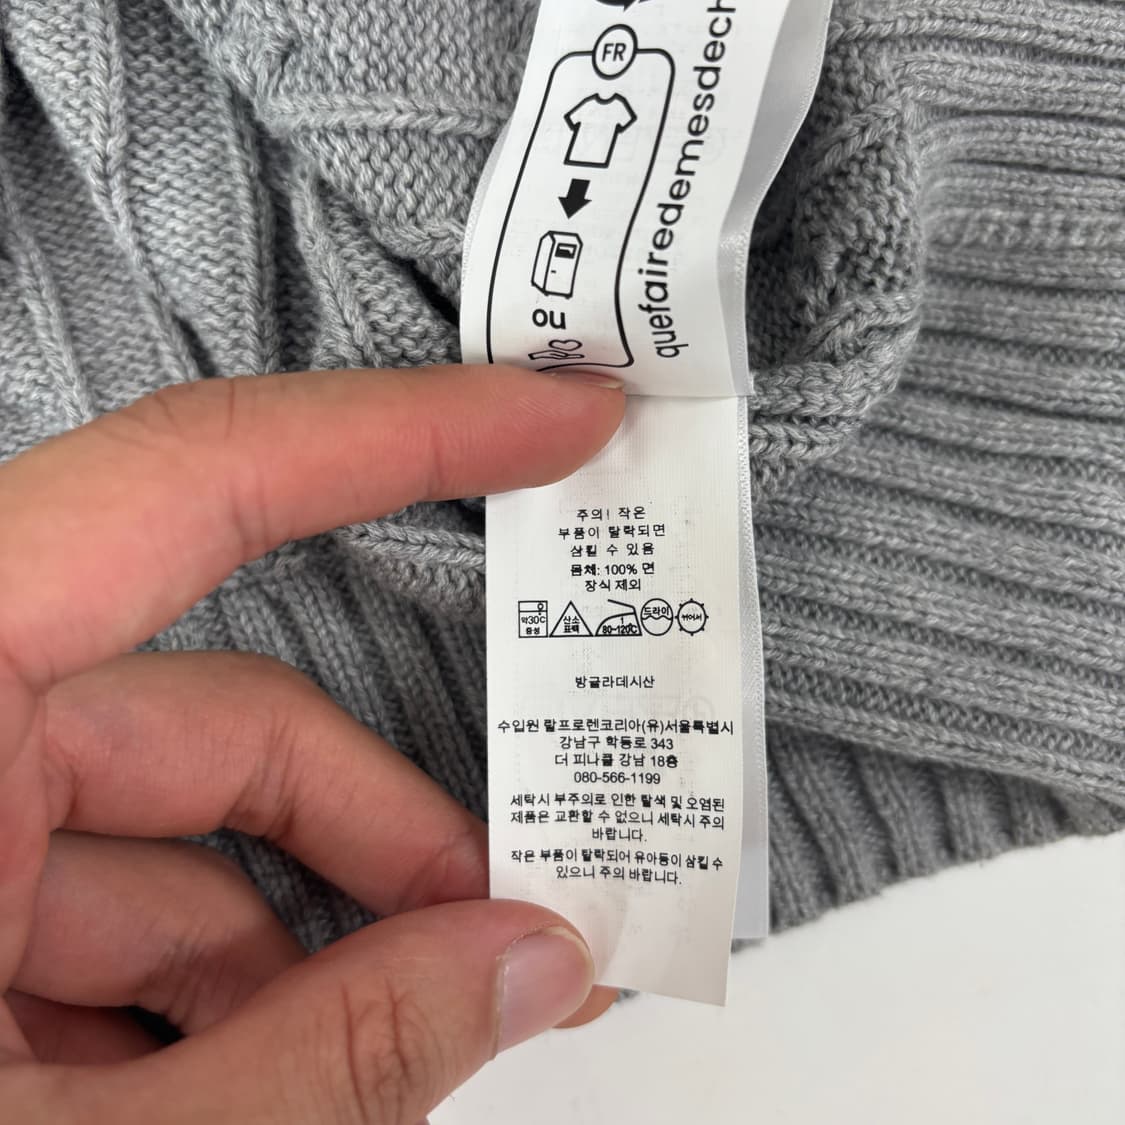 FR
quefairedemesdech
ou
주의! 작은
부품이 탈락되면
삼킬 수 있음
몸체: 100% 면
장식 제외
약30℃
중성
산소
표백
1
80~120℃
드라이
뉘어서
방글라데시산
수입원 랄프로렌코리아(유)서울특별시
강남구 학동로 343
더 피나클 강남 18층
080-566-1199
세탁시 부주의로 인한 탈색 및 오염된
제품은 교환할 수 없으니 세탁시 주의
바랍니다.
작은 부품이 탈락되어 유아등이 삼킬 수
있으니 주의 바랍니다.